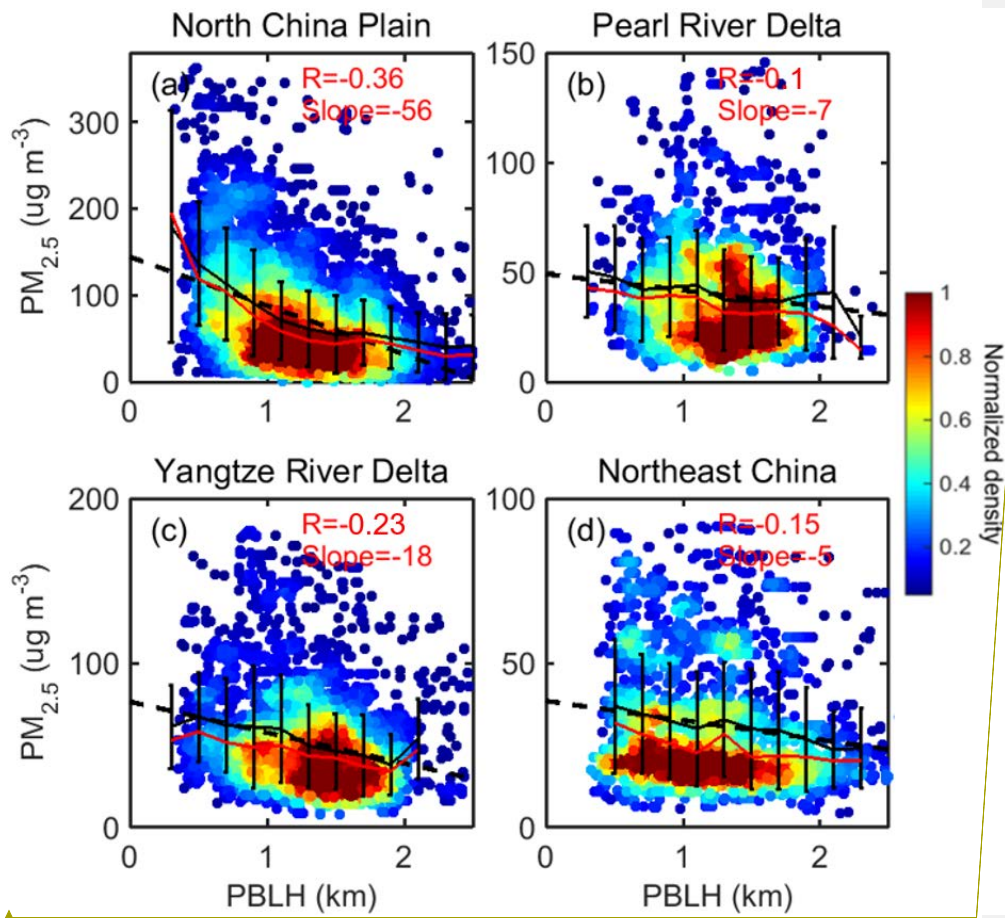 North China Plain
Pearl River Delta
(a)
R=-0.36
Slope=-56
(b)
R=-0.1
Slope=-7
PM2.5 (ug m-3)
300
200
100
0
150
100
50
0
0
1
2
0
1
2
Yangtze River Delta
Northeast China
(c)
R=-0.23
Slope=-18
(d)
R=-0.15
Slope=-5
PM2.5 (ug m-3)
200
100
0
100
50
0
0
1
2
0
1
2
PBLH (km)
PBLH (km)
1
0.8
0.6
0.4
0.2
Normalized density